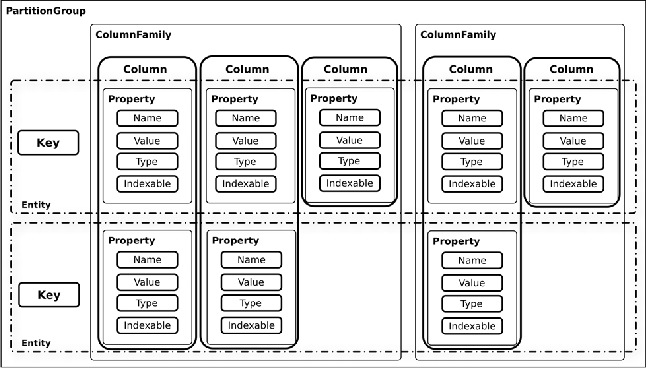 PartitionGroup
ColumnFamily ColumnFamily
Column Column Column Column Column
Property Property Property Property Property
Name Name Name Name Name
Key Value Value Value Value Value
Type Type Type Type Type
Indexable Indexable Indexable Indexable Indexable
Entity
Property Property Property
Name Name Name
Key Value Value Value
Type Type Type
Indexable Indexable Indexable
Entity